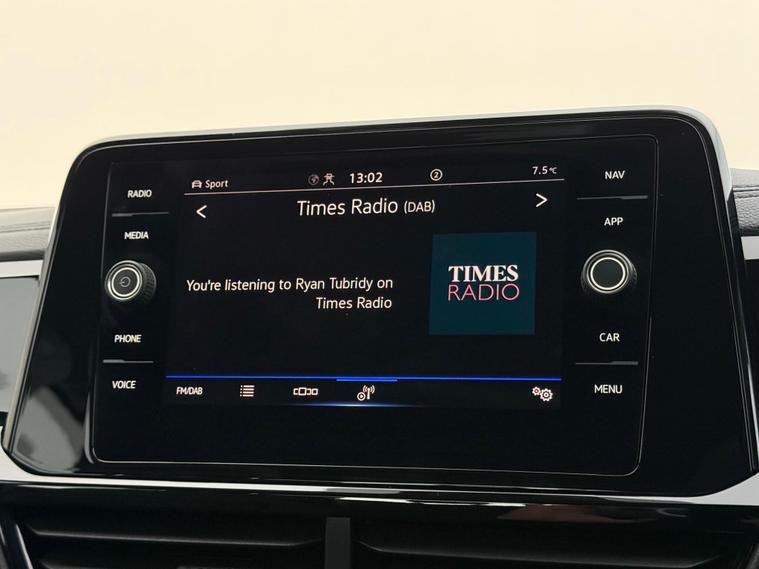 RADIO
MEDIA
PHONE
VOICE
Sport
13:02
2
7.5°C
Times Radio (DAB)
You're listening to Ryan Tubridy on
Times Radio
TIMES
RADIO
FM/DAB
NAV
APP
CAR
MENU